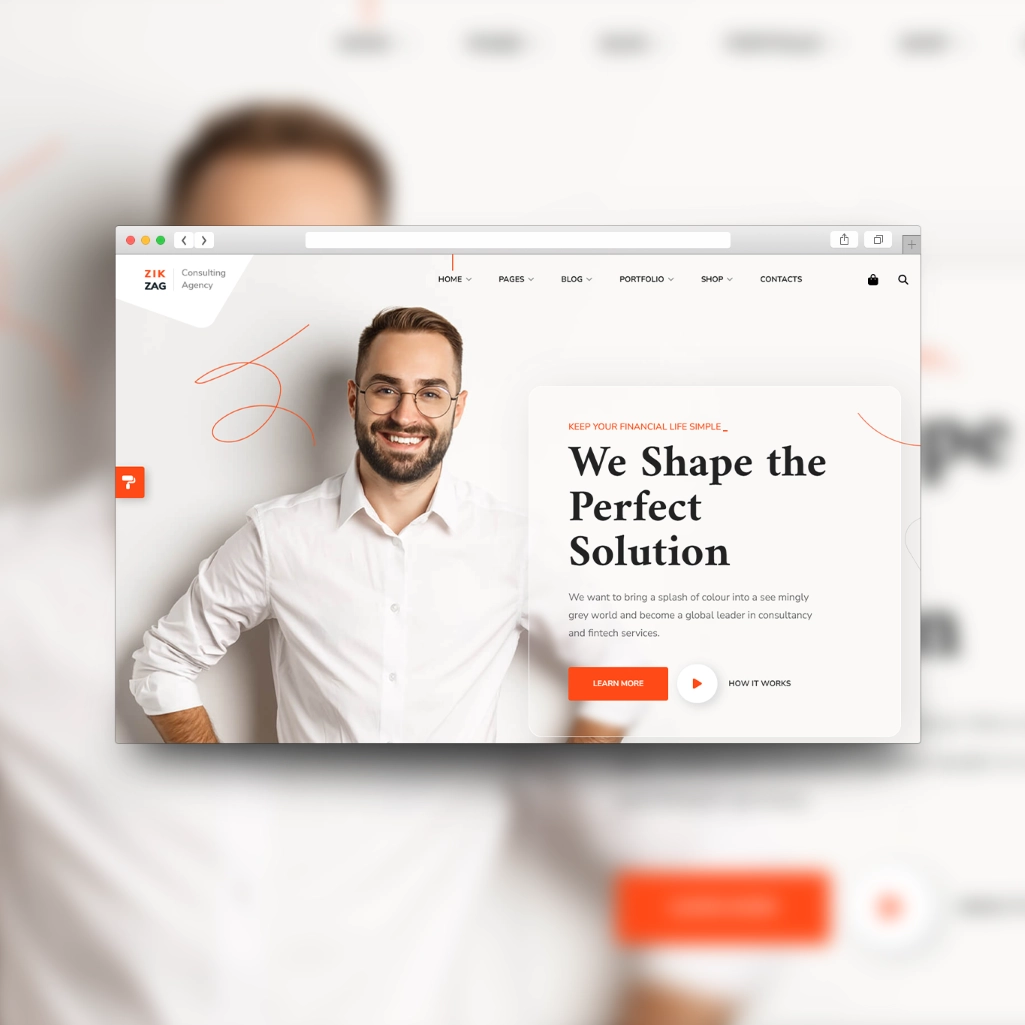 ZIK
ZAG
Consulting
Agency
HOME
PAGES
BLOG
PORTFOLIO
SHOP
CONTACTS
KEEP YOUR FINANCIAL LIFE SIMPLE_
We Shape the
Perfect
Solution
We want to bring a splash of colour into a see mingly
grey world and become a global leader in consultancy
and fintech services.
LEARN MORE
HOW IT WORKS